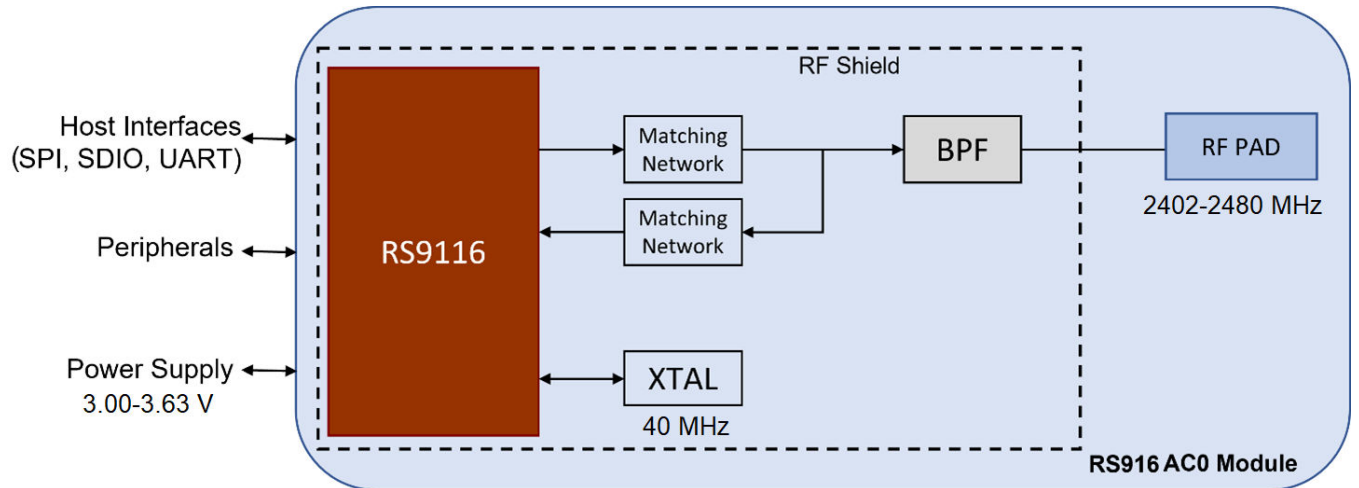 RF Shield
Host Interfaces
(SPI, SDIO, UART)
Peripherals
Power Supply
3.00-3.63 V
RS9116
Matching
Network
Matching
Network
XTAL
40 MHz
BPF
RF PAD
2402-2480 MHz
RS916 AC0 Module